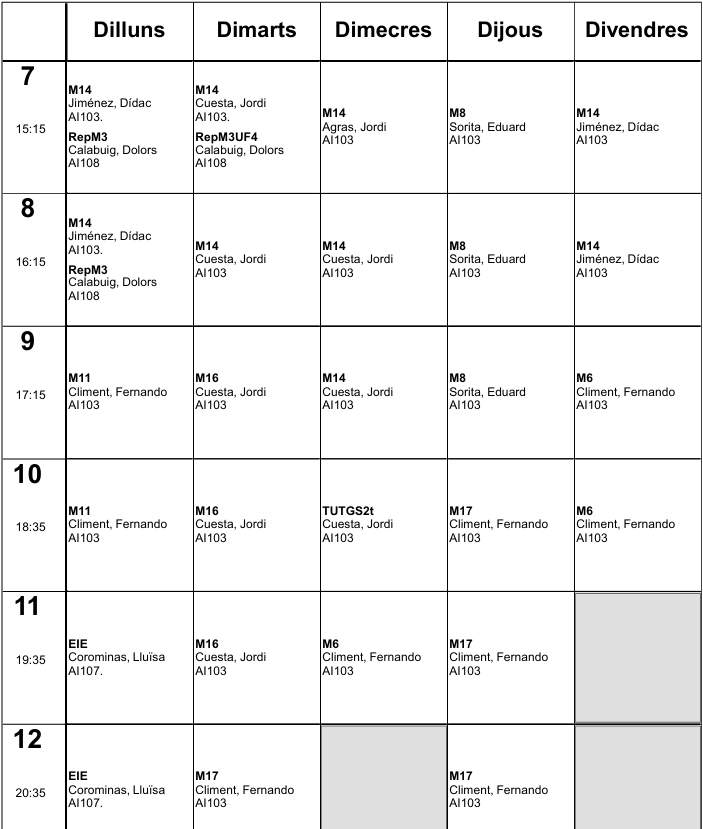 Dilluns Dimarts Dimecres Dijous Divendres
7
15:15
M14
Jiménez, Dídac
AI103.
RepM3
Calabuig, Dolors
AI108
M14
Cuesta, Jordi
AI103.
RepM3UF4
Calabuig, Dolors
AI108
M14
Agras, Jordi
AI103
M8
Sorita, Eduard
AI103
M14
Jiménez, Dídac
AI103
8
16:15
M14
Jiménez, Dídac
AI103.
RepM3
Calabuig, Dolors
AI108
M14
Cuesta, Jordi
AI103
M14
Cuesta, Jordi
AI103
M8
Sorita, Eduard
AI103
M14
Jiménez, Dídac
AI103
9
17:15
M11
Climent, Fernando
AI103
M16
Cuesta, Jordi
AI103
M14
Cuesta, Jordi
AI103
M8
Sorita, Eduard
AI103
M6
Climent, Fernando
AI103
10
18:35
M11
Climent, Fernando
AI103
M16
Cuesta, Jordi
AI103
TUTGS2t
Cuesta, Jordi
AI103
M17
Climent, Fernando
AI103
M6
Climent, Fernando
AI103
11
19:35
EIE
Corominas, Lluïsa
AI107.
M16
Cuesta, Jordi
AI103
M6
Climent, Fernando
AI103
M17
Climent, Fernando
AI103
12
20:35
EIE
Corominas, Lluïsa
AI107.
M17
Climent, Fernando
AI103
M17
Climent, Fernando
AI103